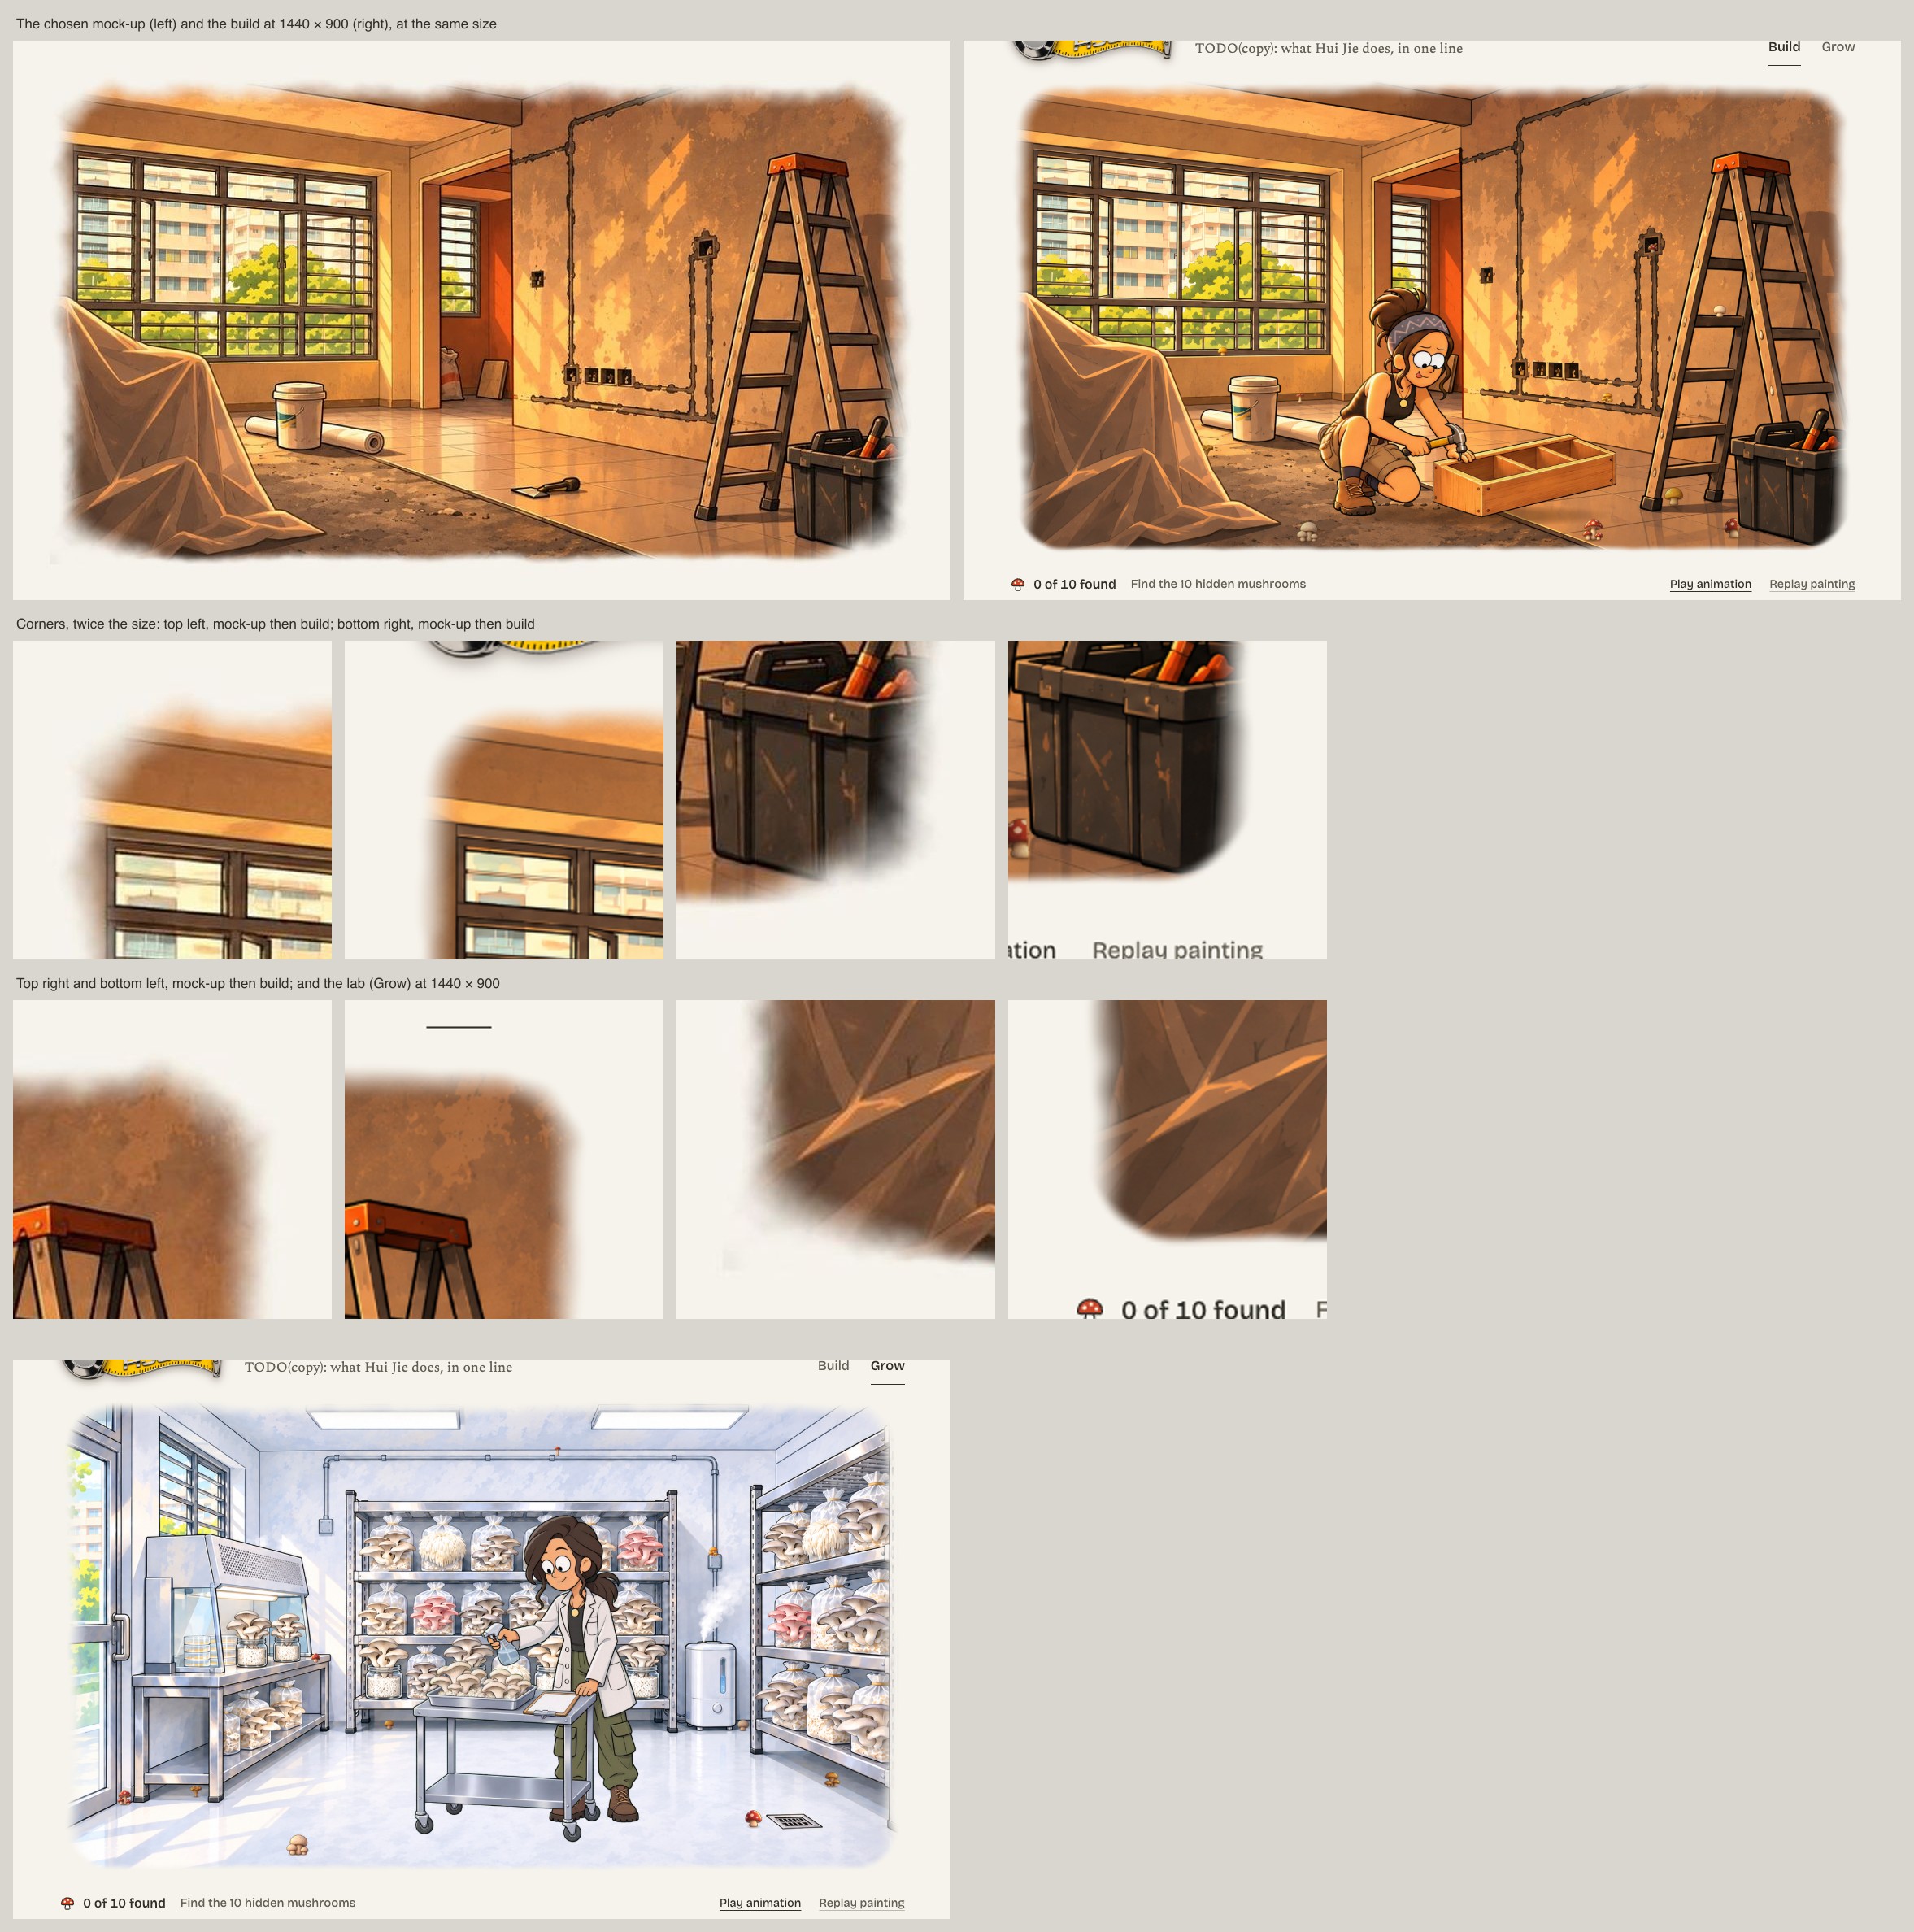 The chosen mock-up (left) and the build at 1440 × 900 (right), at the same size
TODO(copy): what Hui Jie does, in one line
Build Grow
0 of 10 found Find the 10 hidden mushrooms
Play animation Replay painting
Corners, twice the size: top left, mock-up then build; bottom right, mock-up then build
ation Replay painting
Top right and bottom left, mock-up then build; and the lab (Grow) at 1440 × 900
0 of 10 found F
TODO(copy): what Hui Jie does, in one line
Build Grow
0 of 10 found Find the 10 hidden mushrooms
Play animation Replay painting